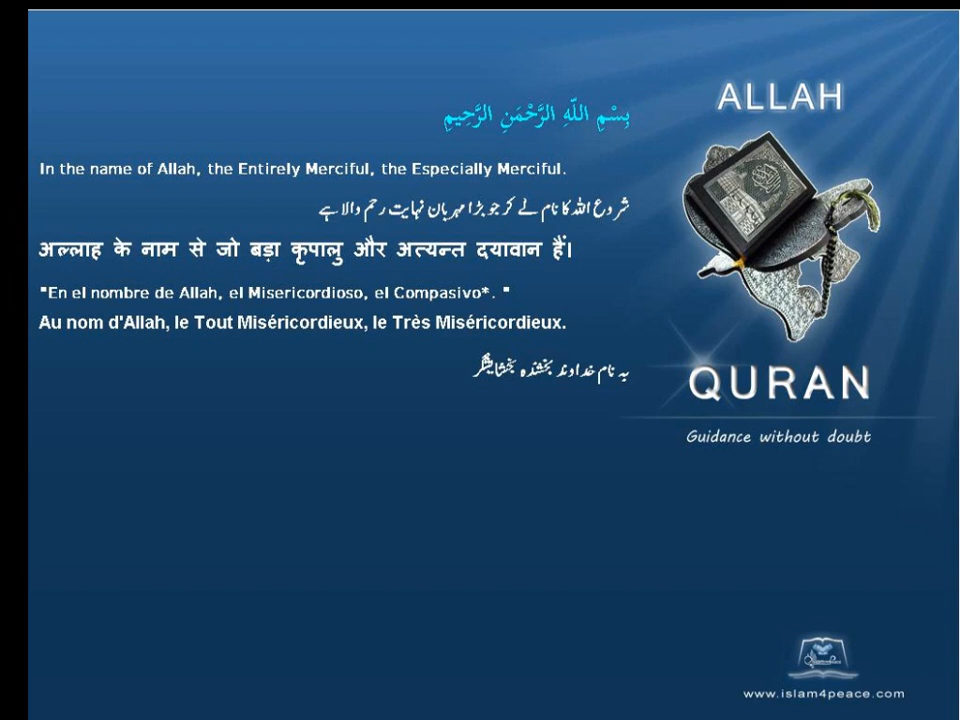 بِسْمِ اللَّهِ الرَّحْمَنِ الرَّحِيمِ
In the name of Allah, the Entirely Merciful, the Especially Merciful.
شروع الله کا نام لے کر جو بڑا مہربان نہایت رحم والا ہے
अल्लाह के नाम से जो बड़ा कृपालु और अत्यन्त दयावान हैं।
"En el nombre de Allah, el Misericordioso, el Compasivo*. "
Au nom d'Allah, le Tout Miséricordieux, le Très Miséricordieux.
به نام خداوند بخشنده بخشایشگر
ALLAH
QURAN
Guidance without doubt
www.islam4peace.com